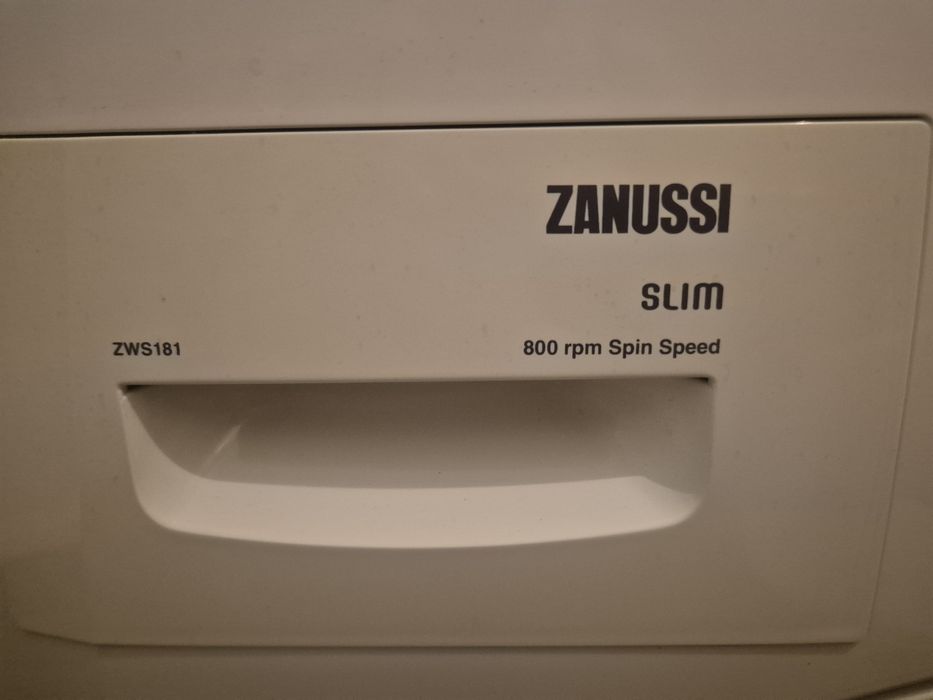 ZANUSSI
SLIM
ZWS181
800 rpm Spin Speed